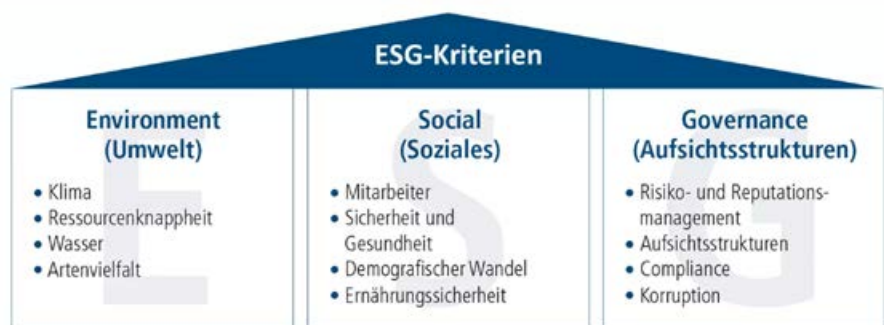 ESG-Kriterien
Environment
(Umwelt)
• Klima
• Ressourcenknappheit
• Wasser
• Artenvielfalt
Social
(Soziales)
• Mitarbeiter
• Sicherheit und
Gesundheit
• Demografischer Wandel
• Ernährungssicherheit
Governance
(Aufsichtsstrukturen)
• Risiko- und Reputations-
management
• Aufsichtsstrukturen
• Compliance
• Korruption
E
S
G